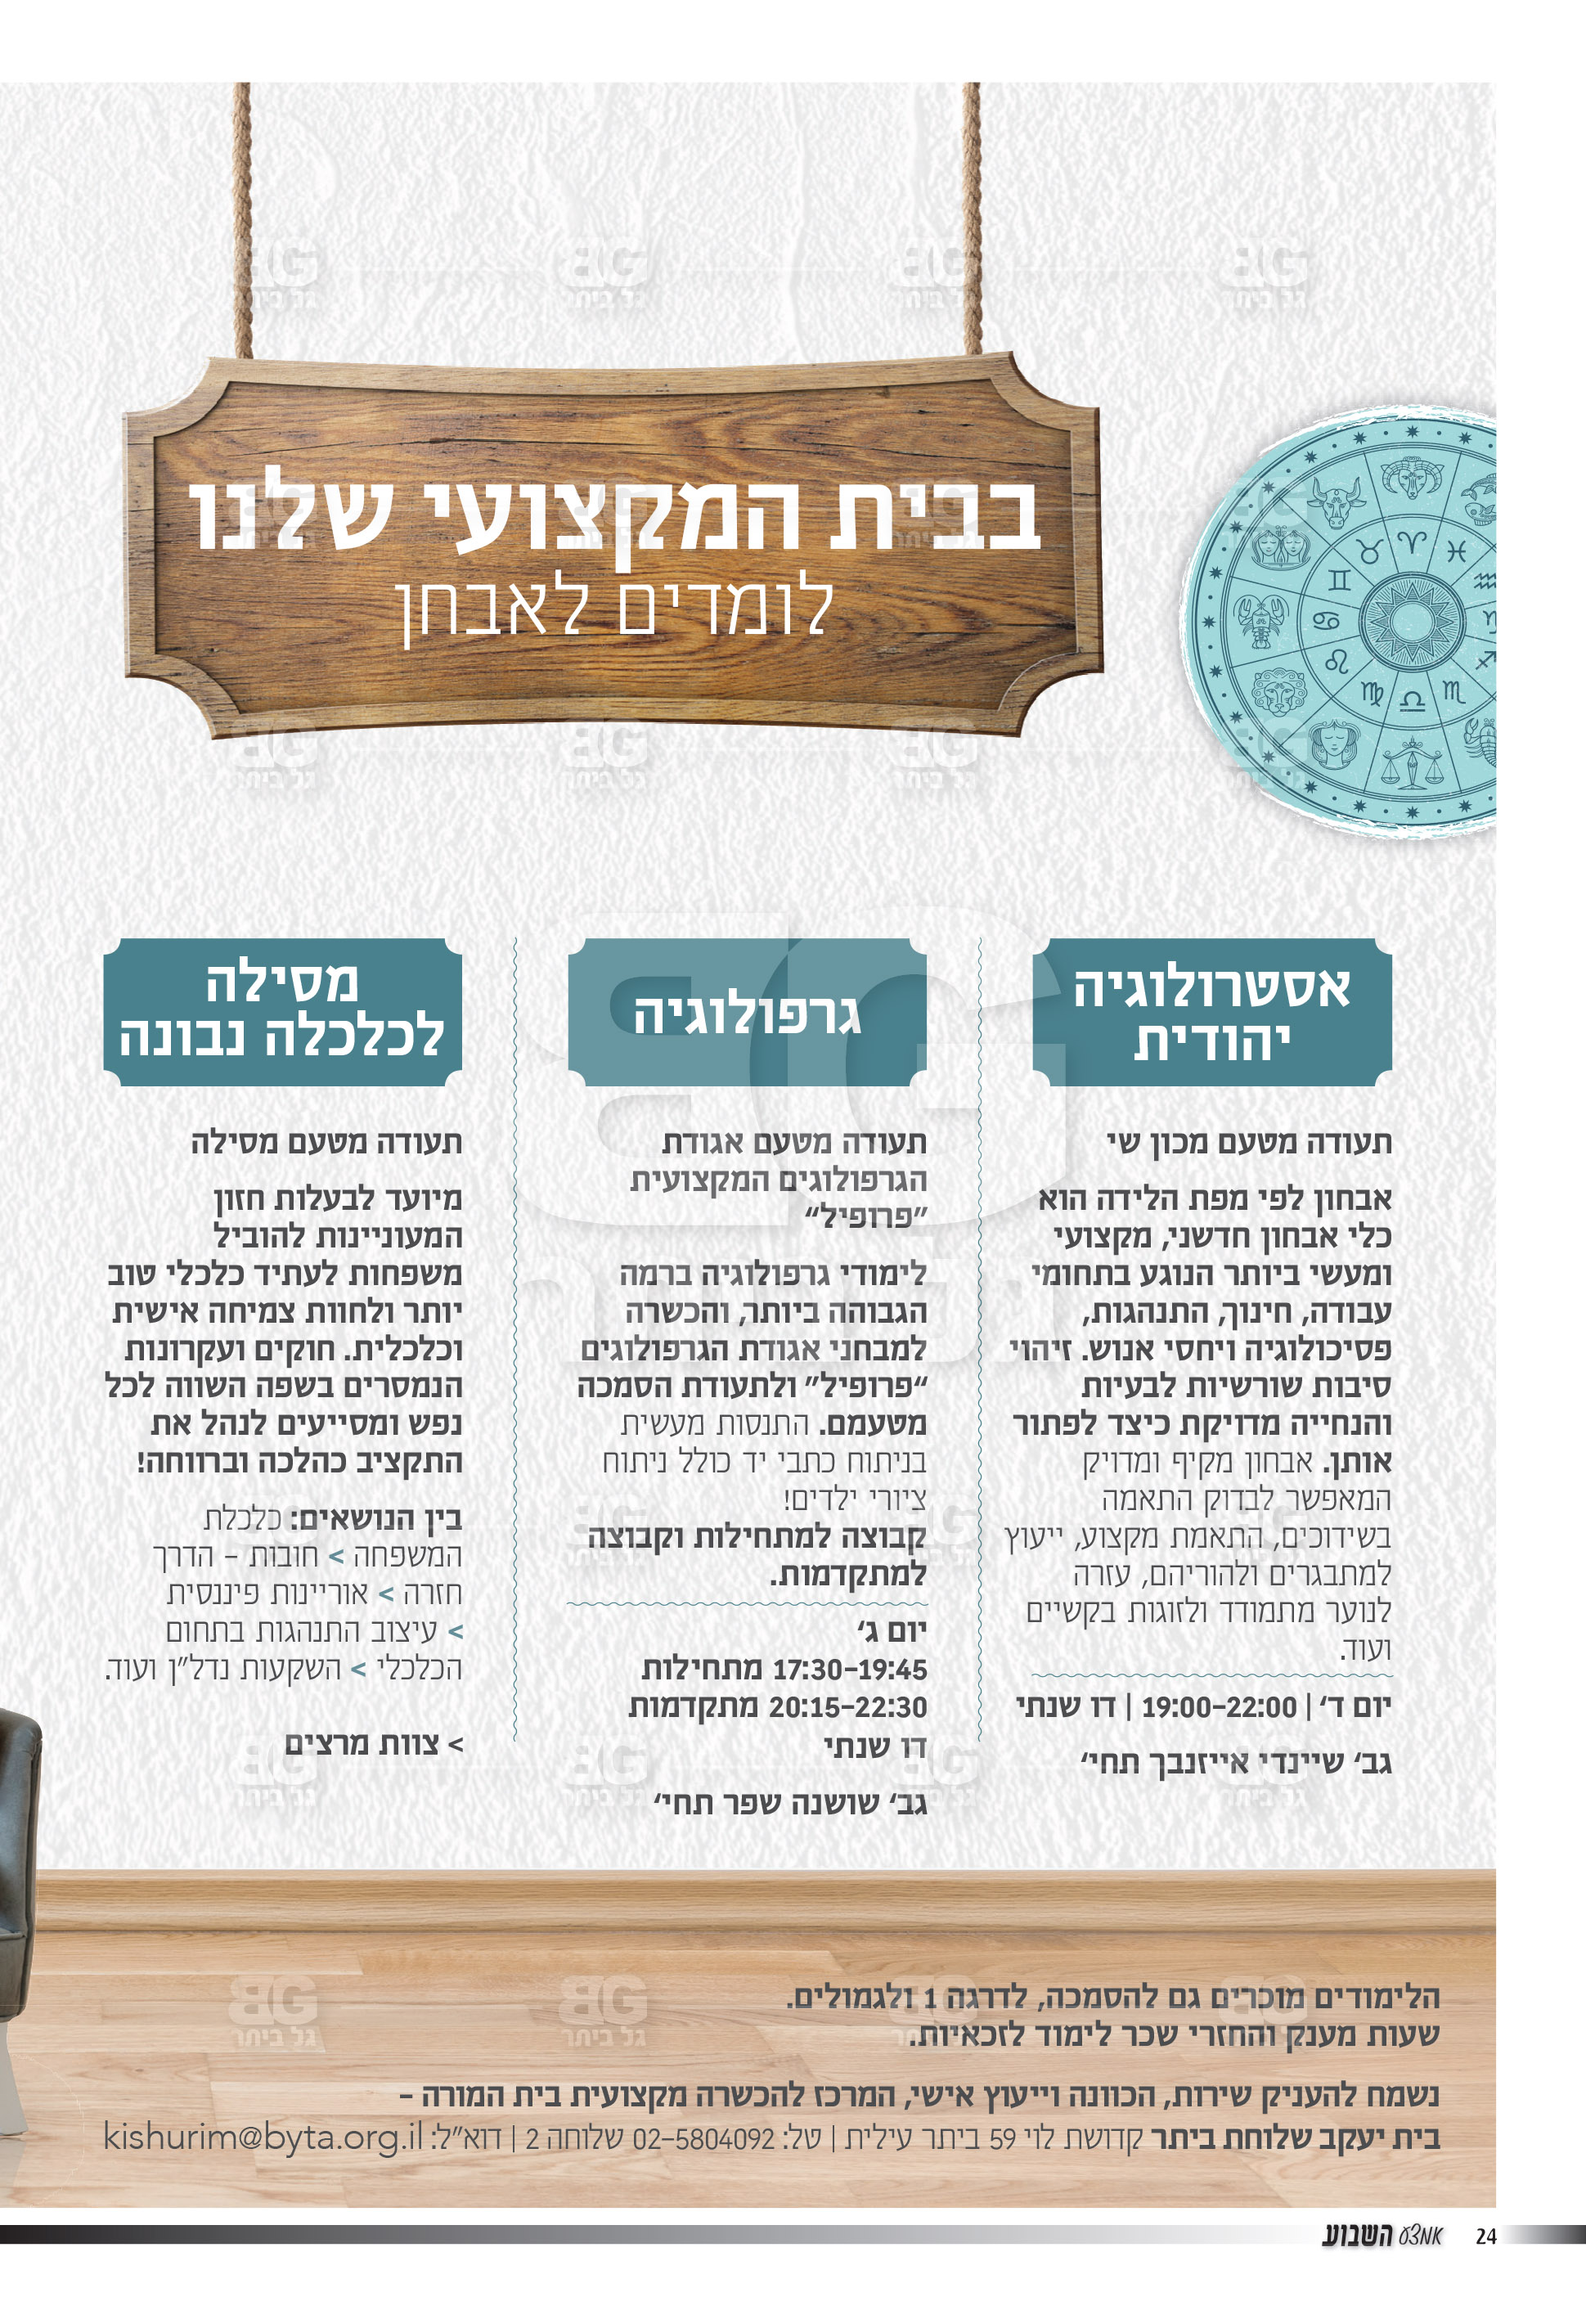 בבית המקצועי שלנו
לומדים לאבחן
אסטרולוגיה
יהודית
תעודה מטעם מכון שי
אבחון לפי מפת הלידה הוא
כלי אבחון חדשני, מקצועי
ומעשי ביותר הנוגע בתחומי
עבודה, חינוך, התנהגות,
פסיכולוגיה ויחסי אנוש. זיהוי
סיבות שורשיות לבעיות
והנחייה מדויקת כיצד לפתור
אותן. אבחון מקיף ומדויק
המאפשר לבדוק התאמה
בשידוכים, התאמת מקצוע, ייעוץ
למתבגרים ולהוריהם, עזרה
לנוער מתמודד ולזוגות בקשיים
ועוד.
יום ד' | 19:00-22:00 | דו שנתי
גב' שיינדי אייזנבך תחי'
גרפולוגיה
תעודה מטעם אגודת
הגרפולוגים המקצועית
"פרופיל"
לימודי גרפולוגיה ברמה
הגבוהה ביותר, והכשרה
למבחני אגודת הגרפולוגים
"פרופיל" ולתעודת הסמכה
מטעמם. התנסות מעשית
בניתוח כתבי יד כולל ניתוח
ציורי ילדים!
קבוצה למתחילות וקבוצה
למתקדמות.
יום ג'
17:30-19:45 מתחילות
20:15-22:30 מתקדמות
דו שנתי
גב' שושנה שפר תחי'
מסילה
לכלכלה נבונה
תעודה מטעם מסילה
מיועד לבעלות חזון
המעוניינות להוביל
משפחות לעתיד כלכלי טוב
יותר ולחוות צמיחה אישית
וכלכלית. חוקים ועקרונות
הנמסרים בשפה השווה לכל
נפש ומסייעים לנהל את
התקציב כהלכה וברווחה!
בין הנושאים: כלכלת
המשפחה > חובות - הדרך
חזרה > אוריינות פיננסית
> עיצוב התנהגות בתחום
הכלכלי > השקעות נדל"ן ועוד.
> צוות מרצים
הלימודים מוכרים גם להסמכה, לדרגה 1 ולגמולים.
שעות מענק והחזרי שכר לימוד לזכאיות.
נשמח להעניק שירות, הכוונה וייעוץ אישי, המרכז להכשרה מקצועית בית המורה -
בית יעקב שלוחת ביתר קדושת לוי 59 ביתר עילית | טל: 02-5804092 שלוחה 2 | דוא"ל: kishurim@byta.org.il
24 אמצע השבוע
BG
גל ביתר